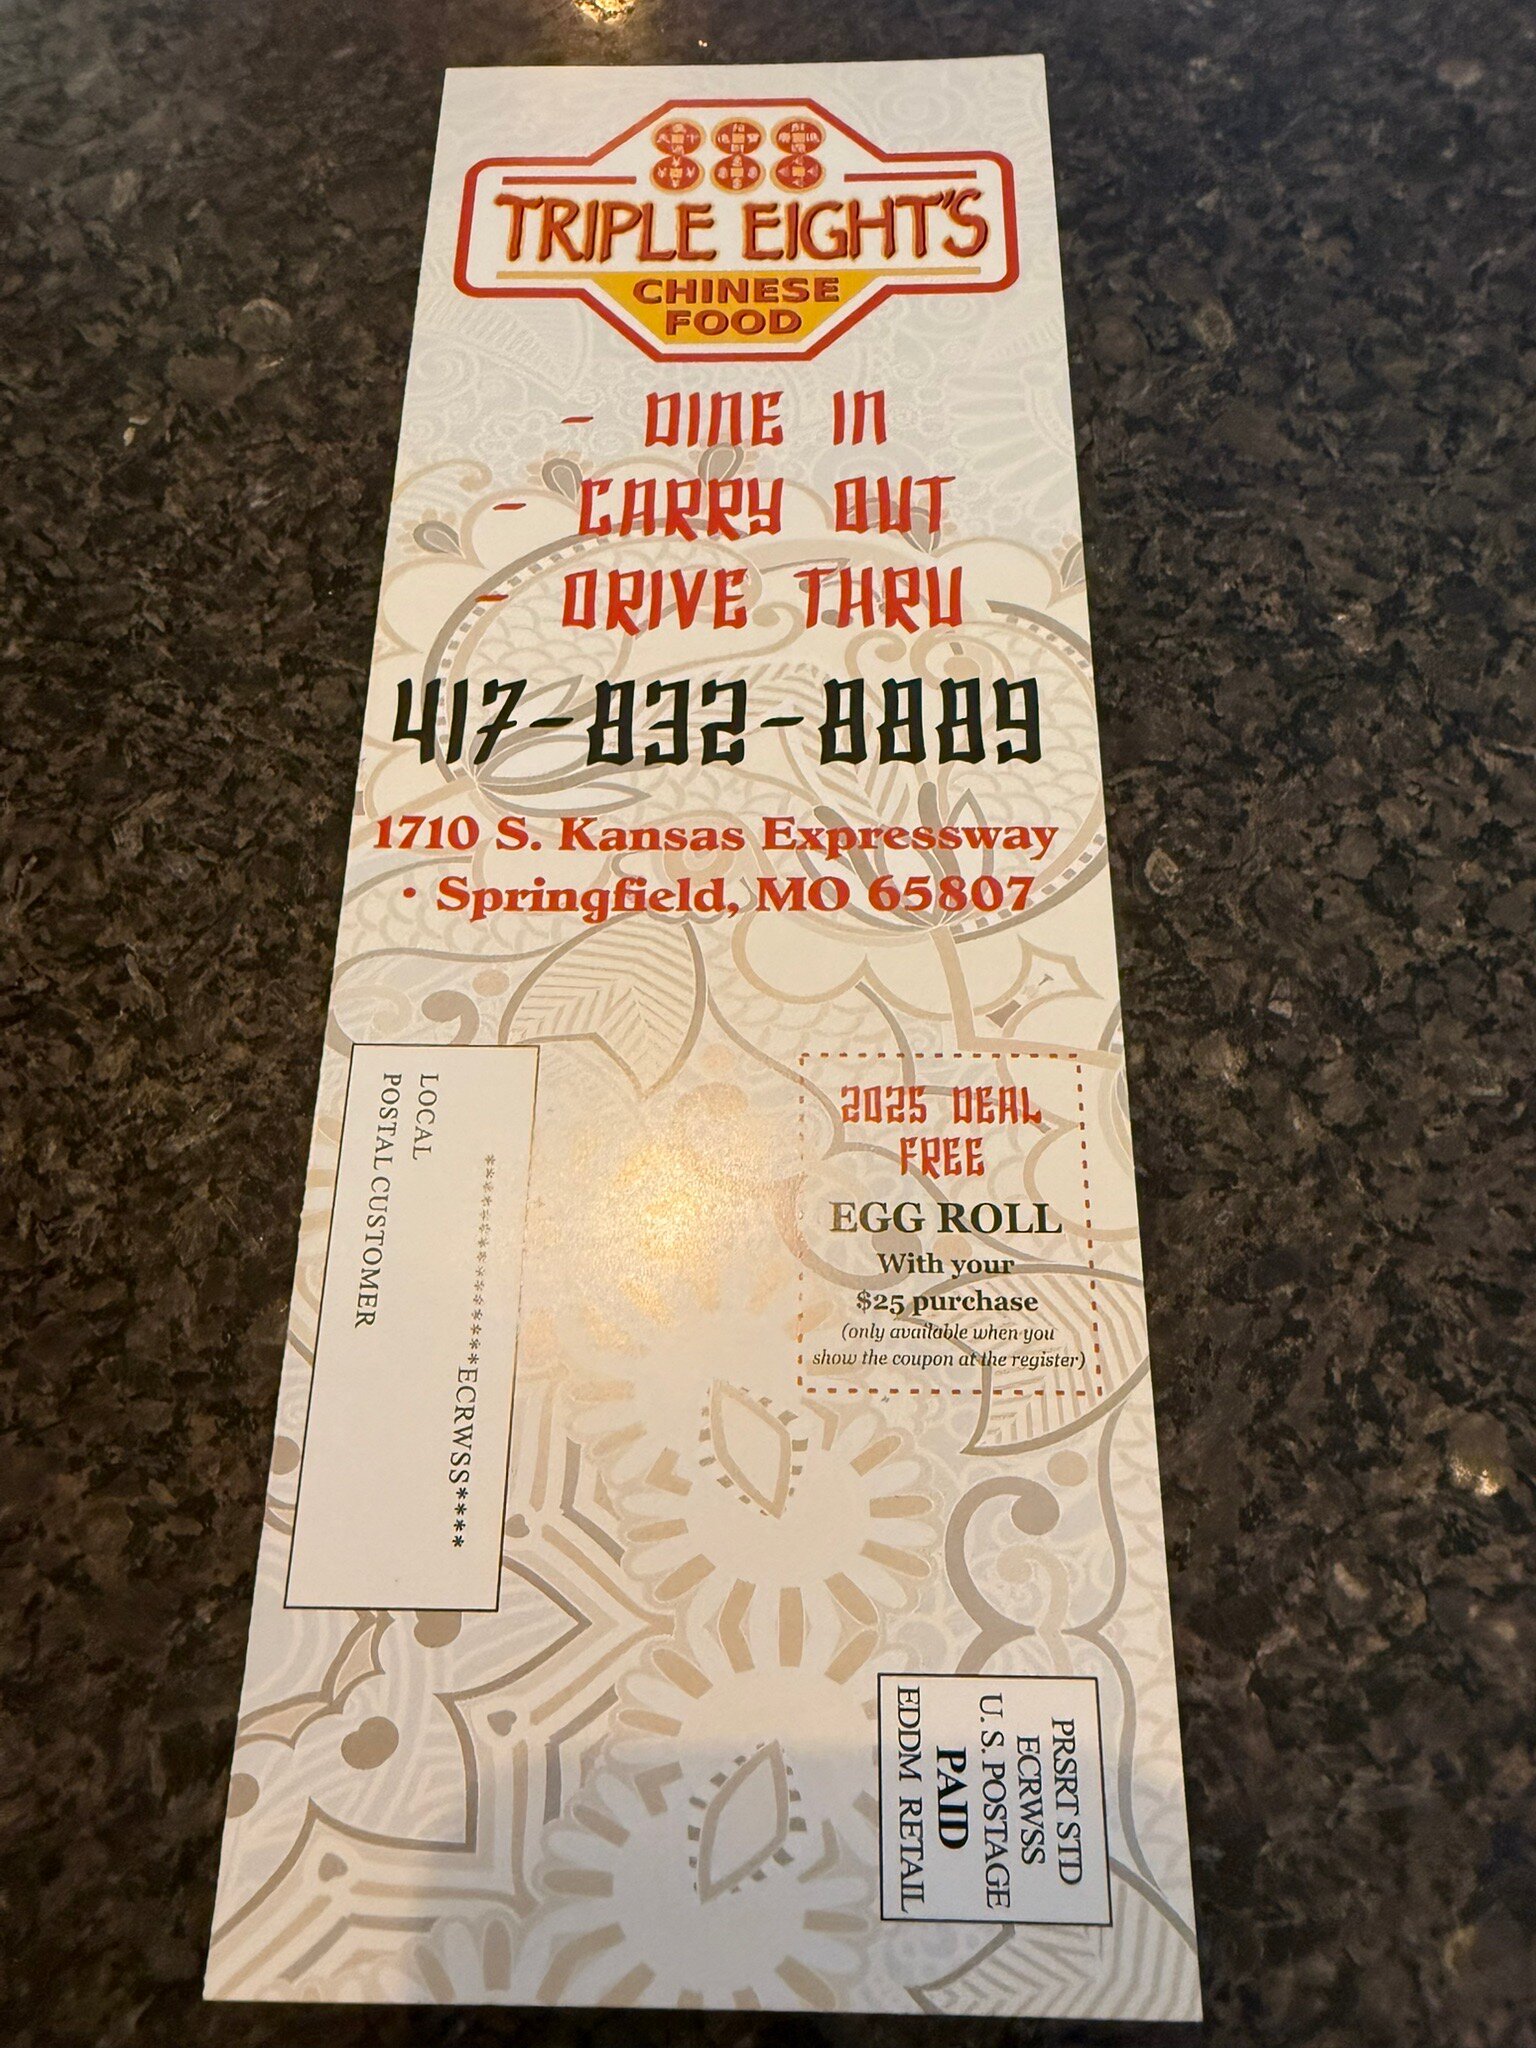 TRIPLE EIGHT'S
CHINESE
FOOD
- DINE IN
- CARRY OUT
- DRIVE THRU
417-832-8889
1710 S. Kansas Expressway
• Springfield, MO 65807
2025 DEAL
FREE
EGG ROLL
With your
$25 purchase
(only available when you
show the coupon at the register)
******************ECRWSS****
LOCAL
POSTAL CUSTOMER
PRSRT STD
ECRWSS
U. S. POSTAGE
PAID
EDDM RETAIL